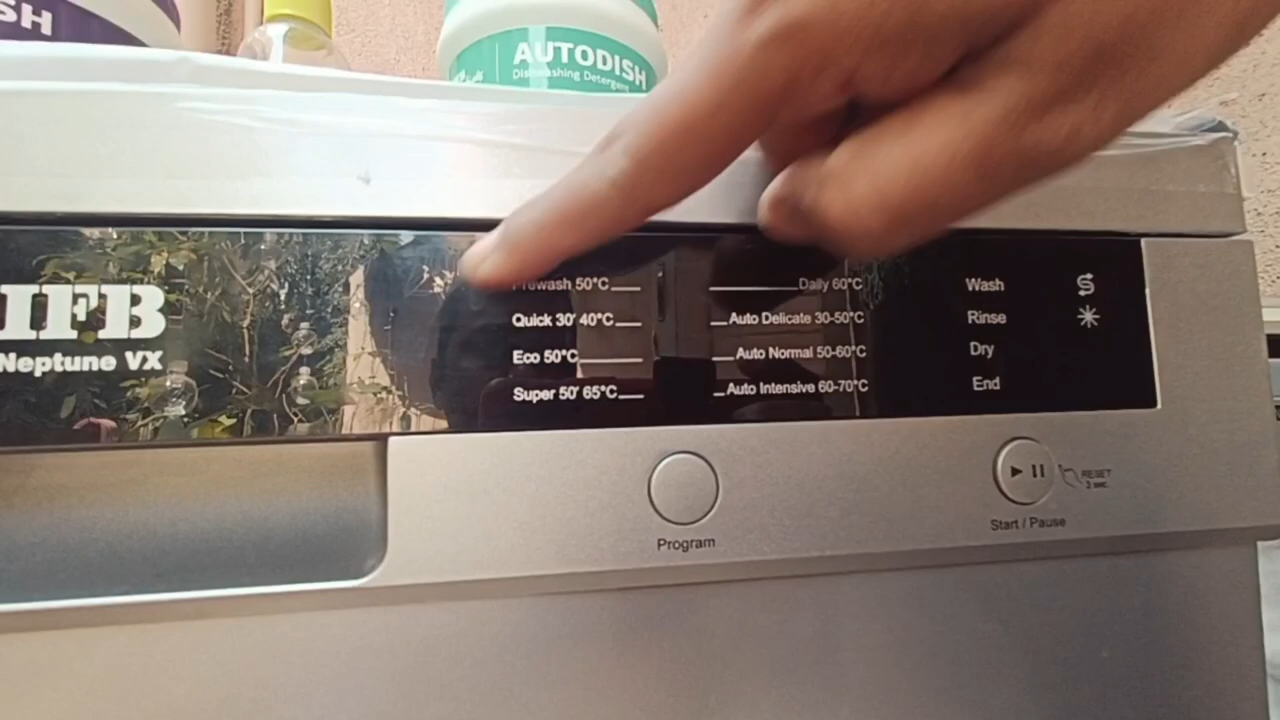 SH
AUTODISH
Dishwashing Detergent
IFB
Neptune VX
Prewash 50°C
Quick 30' 40°C
Eco 50°C
Super 50' 65°C
Daily 60°C
Auto Delicate 30-50°C
Auto Normal 50-60°C
Auto Intensive 60-70°C
Wash
Rinse
Dry
End
Program
Start / Pause
RESET
3 sec.